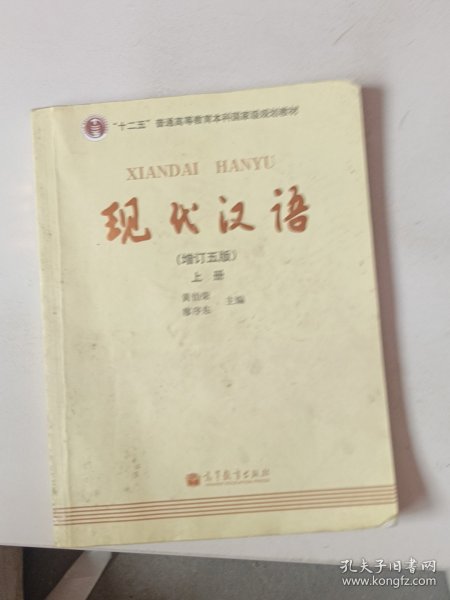 “十二五”普通高等教育本科国家级规划教材
XIANDAI HANYU
现代汉语
(增订五版)
上册
黄伯荣
廖序东
主编
高等教育出版社
孔夫子旧书网
www.kongfz.com